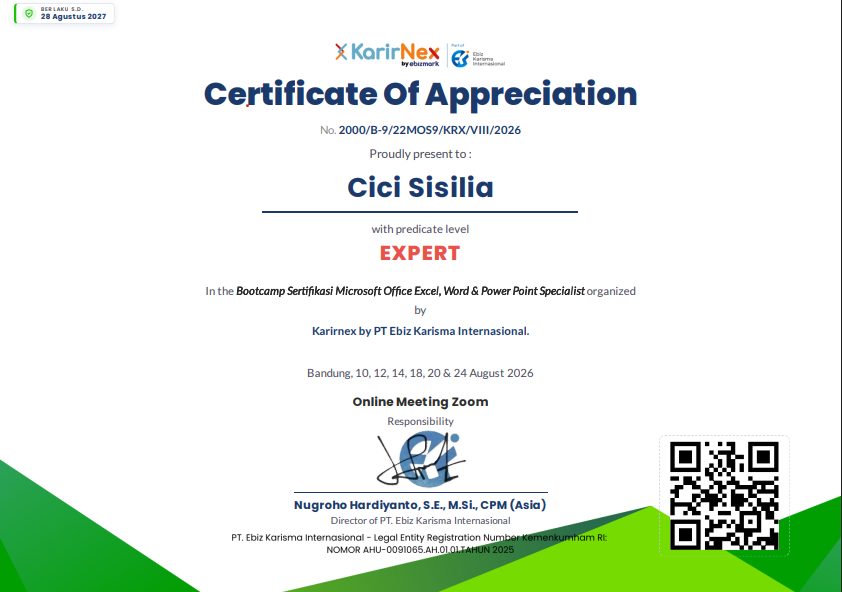 BERLAKU S.D.
28 Agustus 2027
KarirNex
by ebizmark
Part of
Ebiz
Karisma
Internasional
Certificate Of Appreciation
No. 2000/B-9/22MOS9/KRX/VIII/2026
Proudly present to :
Cici Sisilia
with predicate level
EXPERT
In the Bootcamp Sertifikasi Microsoft Office Excel, Word & Power Point Specialist organized
by
Karirnex by PT Ebiz Karisma Internasional.
Bandung, 10, 12, 14, 18, 20 & 24 August 2026
Online Meeting Zoom
Responsibility
Nugroho Hardiyanto, S.E., M.Si., CPM (Asia)
Director of PT. Ebiz Karisma Internasional
PT. Ebiz Karisma Internasional - Legal Entity Registration Number Kemenkumham RI:
NOMOR AHU-0091065.AH.01.01.TAHUN 2025